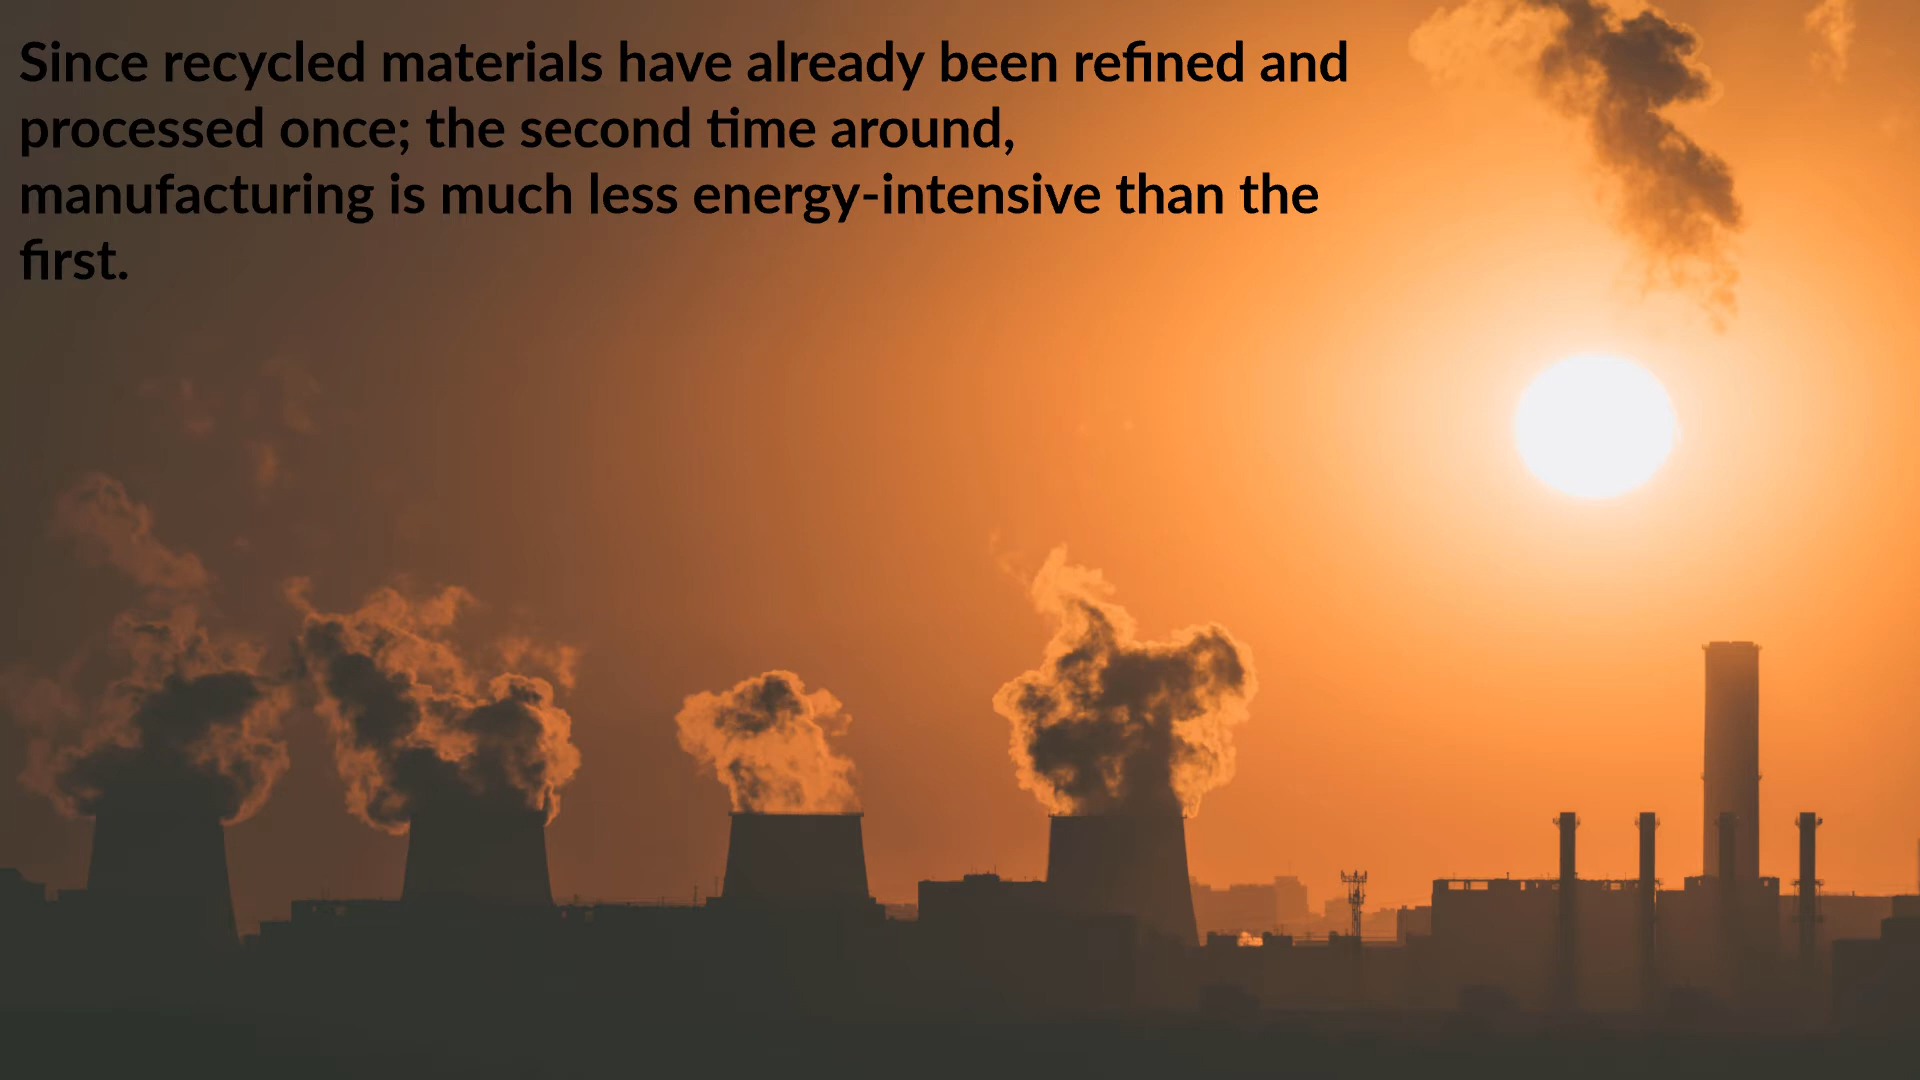 Since recycled materials have already been refined and
processed once; the second time around,
manufacturing is much less energy-intensive than the
first.